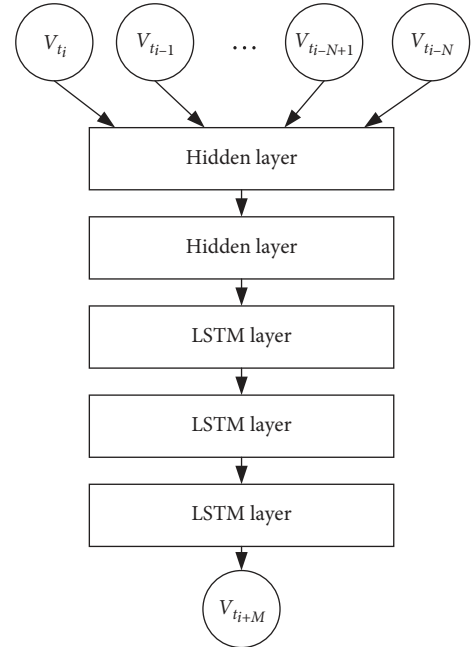 V_{t_i} V_{t_{i–1}} ... V_{t_{i–N+1}} V_{t_{i–N}}
Hidden layer
Hidden layer
LSTM layer
LSTM layer
LSTM layer
V_{t_{i+M}}